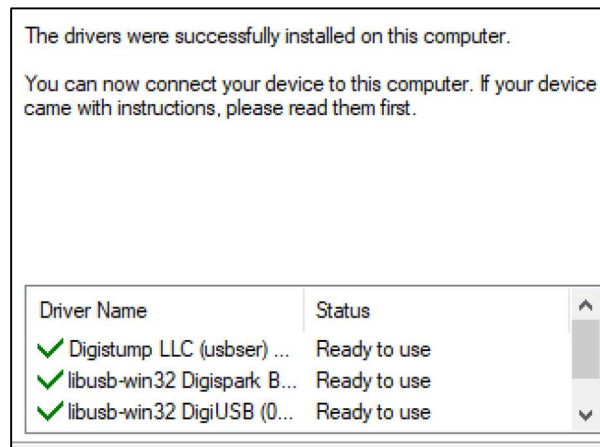 The drivers were successfully installed on this computer.
You can now connect your device to this computer. If your device
came with instructions, please read them first.
Driver Name Status
Digistump LLC (usbser) ... Ready to use
libusb-win32 Digispark B... Ready to use
libusb-win32 DigiUSB (0... Ready to use